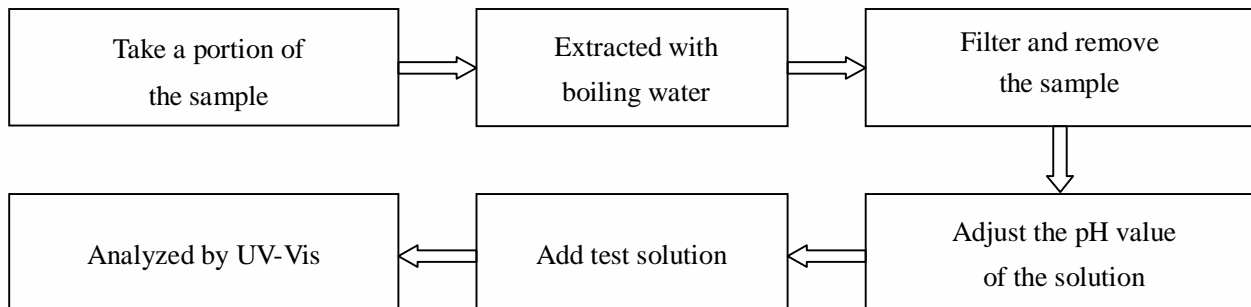 Take a portion of
the sample
Extracted with
boiling water
Filter and remove
the sample
Adjust the pH value
of the solution
Add test solution
Analyzed by UV-Vis